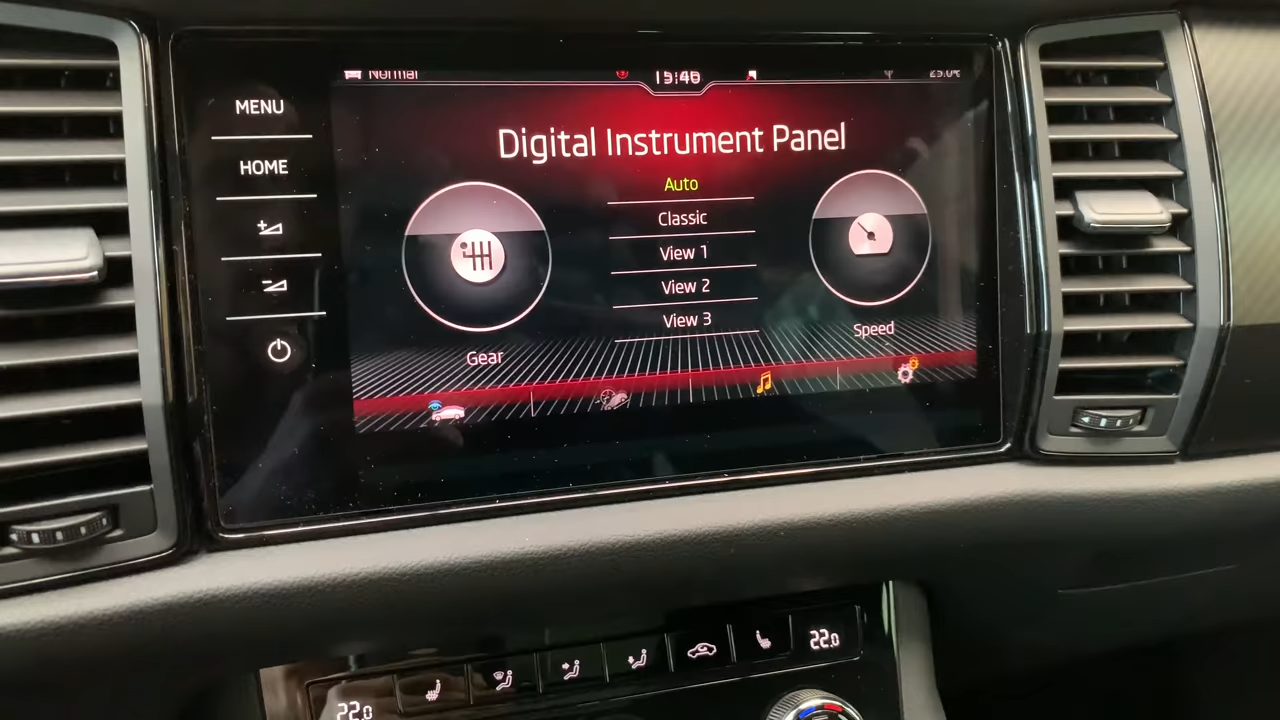 Normal
15:46
MENU
HOME
Digital Instrument Panel
Auto
Classic
View 1
View 2
View 3
Gear
Speed
22.0
22.0